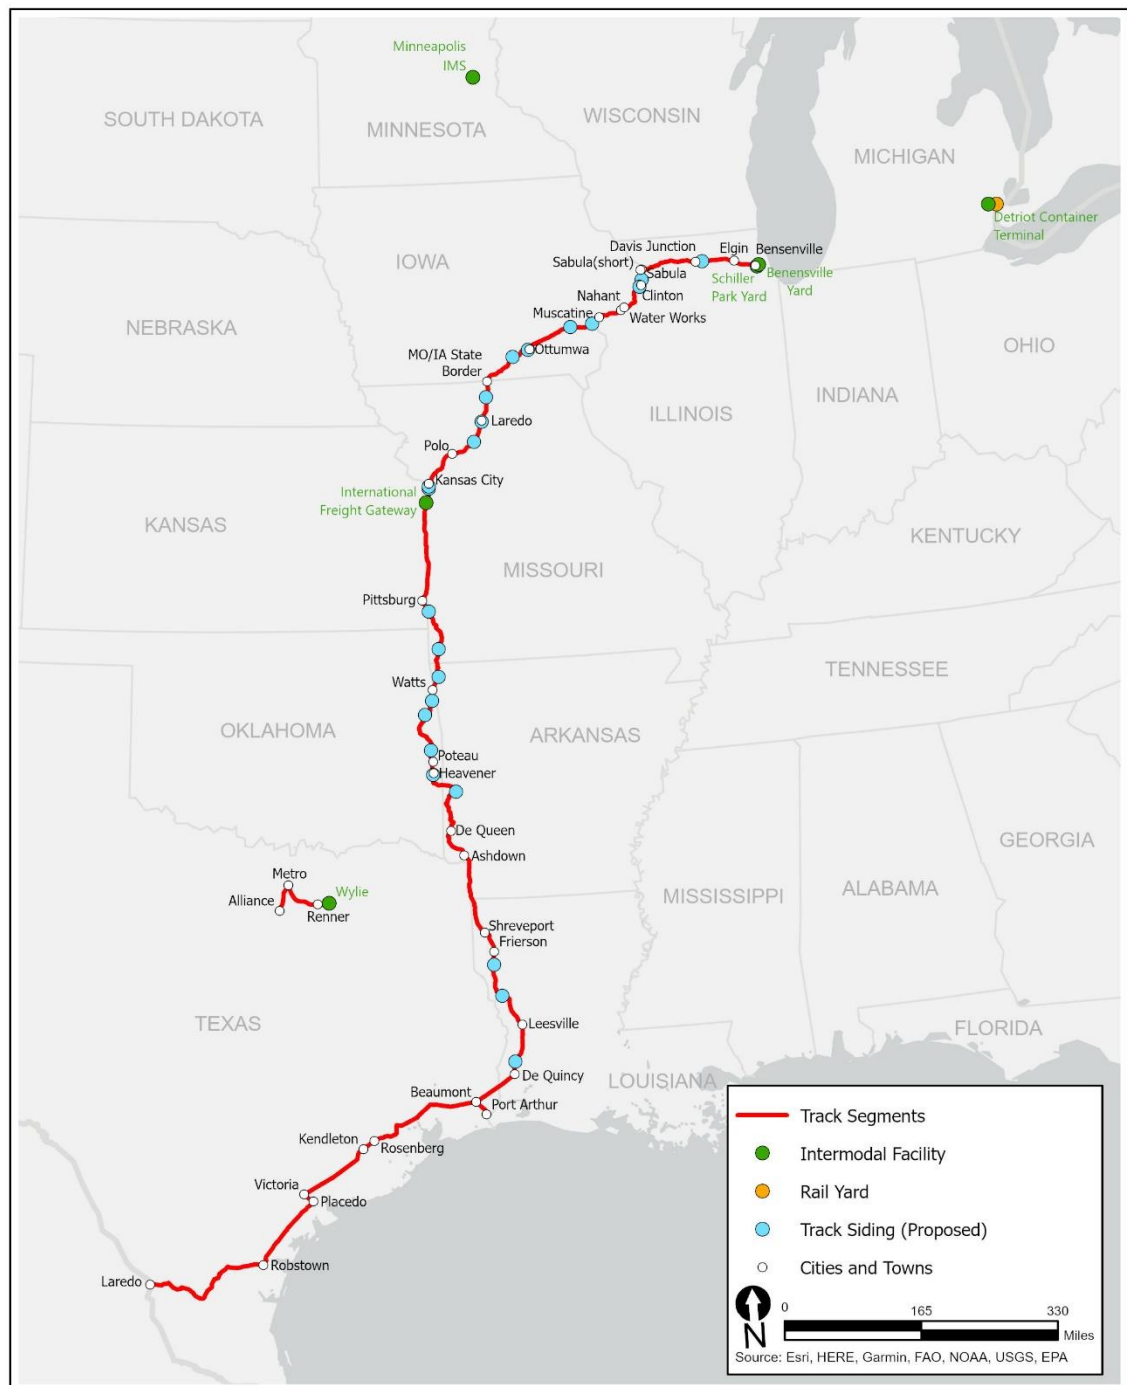 Minneapolis
IMS
SOUTH DAKOTA
MINNESOTA
WISCONSIN
MICHIGAN
Detriot Container
Terminal
Davis Junction
Elgin
Bensenville
Sabula(short)
Sabula
Schiller
Park Yard
Benensville
Yard
IOWA
Nahant
Clinton
Muscatine
Water Works
NEBRASKA
Ottumwa
OHIO
MO/IA State
Border
INDIANA
ILLINOIS
Laredo
Polo
Kansas City
International
Freight Gateway
KANSAS
KENTUCKY
MISSOURI
Pittsburg
TENNESSEE
Watts
OKLAHOMA
ARKANSAS
Poteau
Heavener
De Queen
GEORGIA
Ashdown
Metro
Wylie
Alliance
Renner
MISSISSIPPI
ALABAMA
Shreveport
Frierson
TEXAS
Leesville
FLORIDA
De Quincy
LOUISIANA
Beaumont
Port Arthur
Kendleton
Rosenberg
Victoria
Placedo
Robstown
Laredo
Track Segments
Intermodal Facility
Rail Yard
Track Siding (Proposed)
Cities and Towns
N
0 165 330
Miles
Source: Esri, HERE, Garmin, FAO, NOAA, USGS, EPA